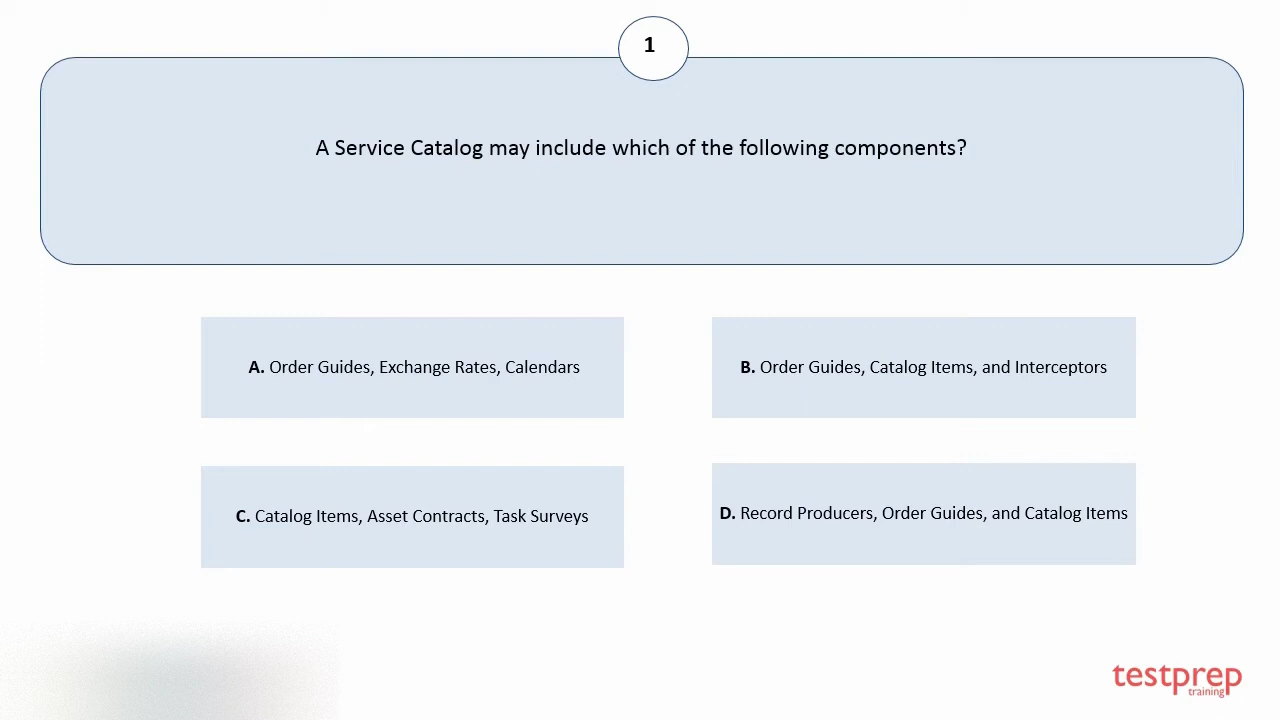 1
A Service Catalog may include which of the following components?
A. Order Guides, Exchange Rates, Calendars
B. Order Guides, Catalog Items, and Interceptors
C. Catalog Items, Asset Contracts, Task Surveys
D. Record Producers, Order Guides, and Catalog Items
testprep
training